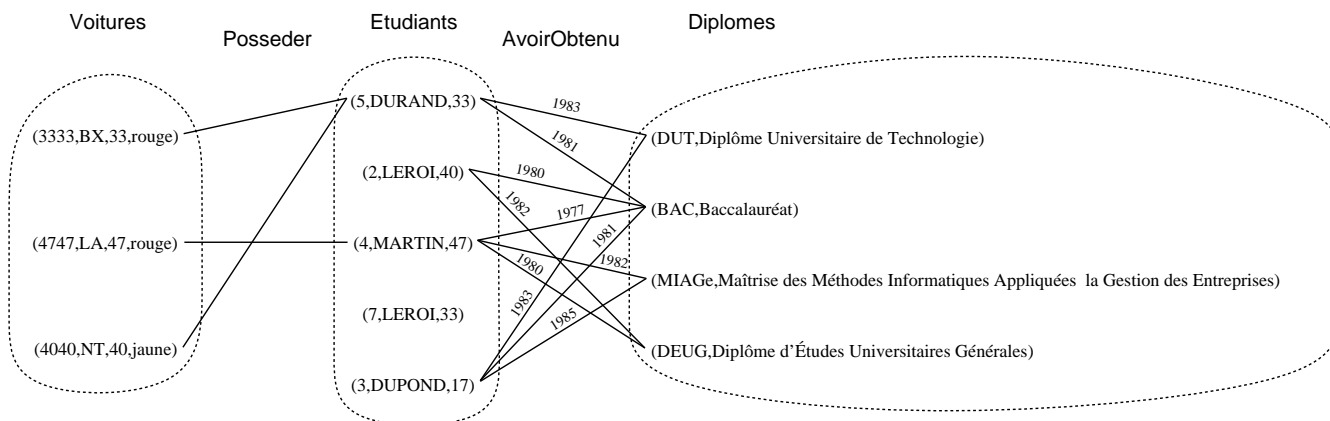 Voitures Etudiants Diplomes
Posseder AvoirObtenu
(5,DURAND,33) 1983
(3333,BX,33,rouge) (DUT,Diplôme Universitaire de Technologie)
1981
(2,LEROI,40) 1980
1982 1977 (BAC,Baccalauréat)
(4747,LA,47,rouge) (4,MARTIN,47) 1981
1980 1982
(MIAGe,Maîtrise des Méthodes Informatiques Appliquées la Gestion des Entreprises)
1983
(7,LEROI,33) 1985
(4040,NT,40,jaune) (DEUG,Diplôme d'Études Universitaires Générales)
(3,DUPOND,17)